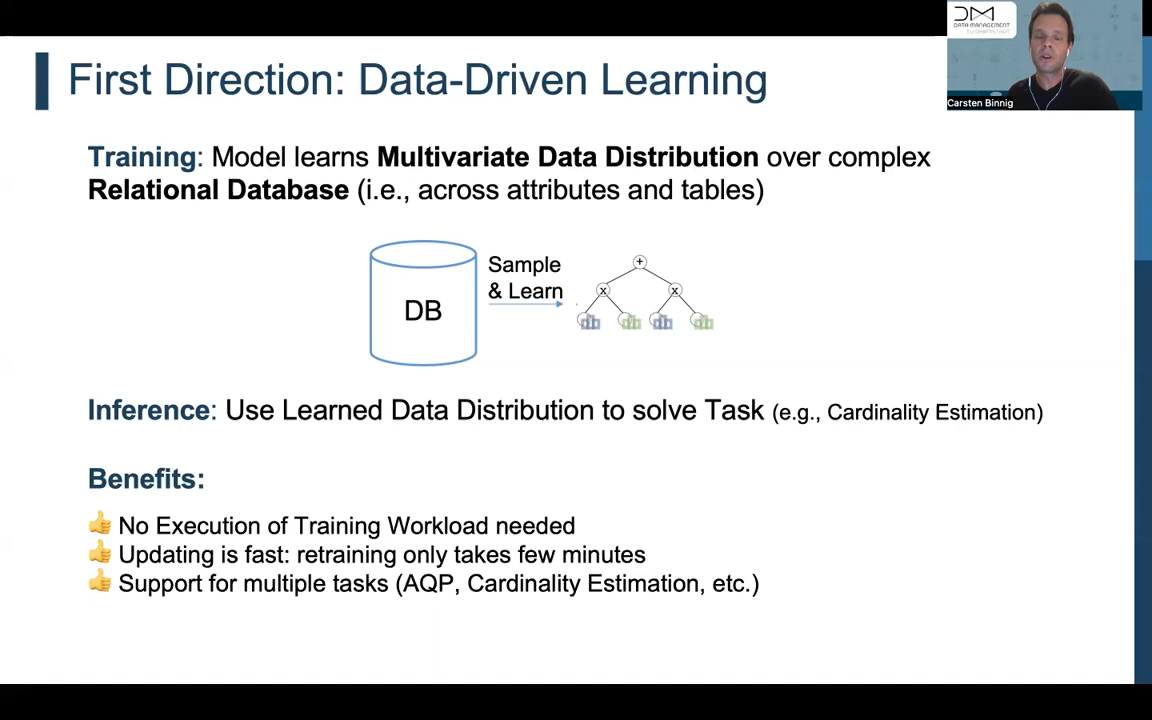 First Direction: Data-Driven Learning
DATA MANAGEMENT
Carsten Binnig
Training: Model learns Multivariate Data Distribution over complex
Relational Database (i.e., across attributes and tables)
DB
Sample
& Learn
+
x x
Inference: Use Learned Data Distribution to solve Task (e.g., Cardinality Estimation)
Benefits:
👍 No Execution of Training Workload needed
👍 Updating is fast: retraining only takes few minutes
👍 Support for multiple tasks (AQP, Cardinality Estimation, etc.)